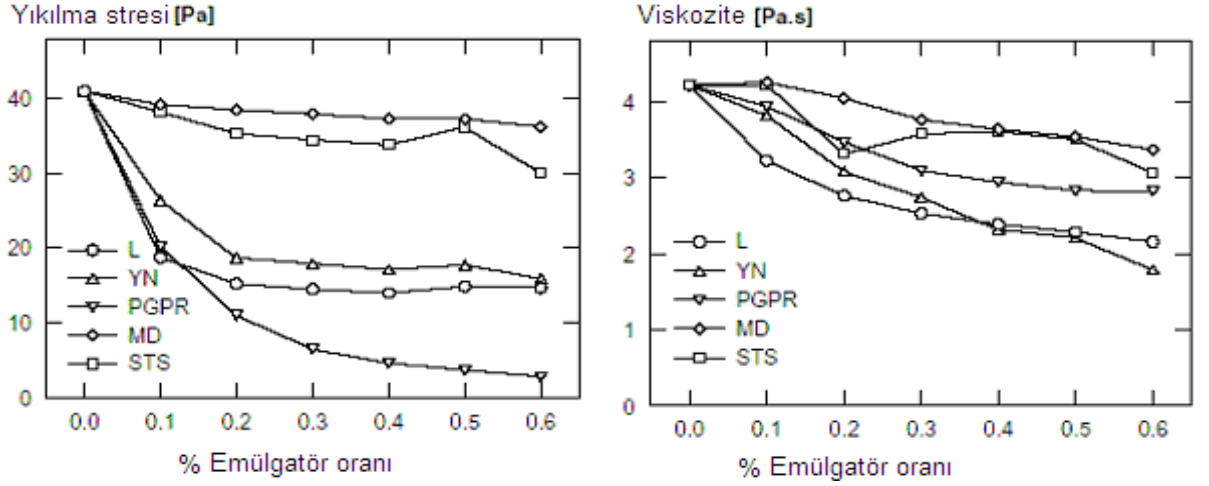 Yıkılma stresi [Pa]
40
30
20
10
0
L
YN
PGPR
MD
STS
0.0 0.1 0.2 0.3 0.4 0.5 0.6
% Emülgatör oranı
Viskozite [Pa.s]
4
3
2
1
0
L
YN
PGPR
MD
STS
0.0 0.1 0.2 0.3 0.4 0.5 0.6
% Emülgatör oranı